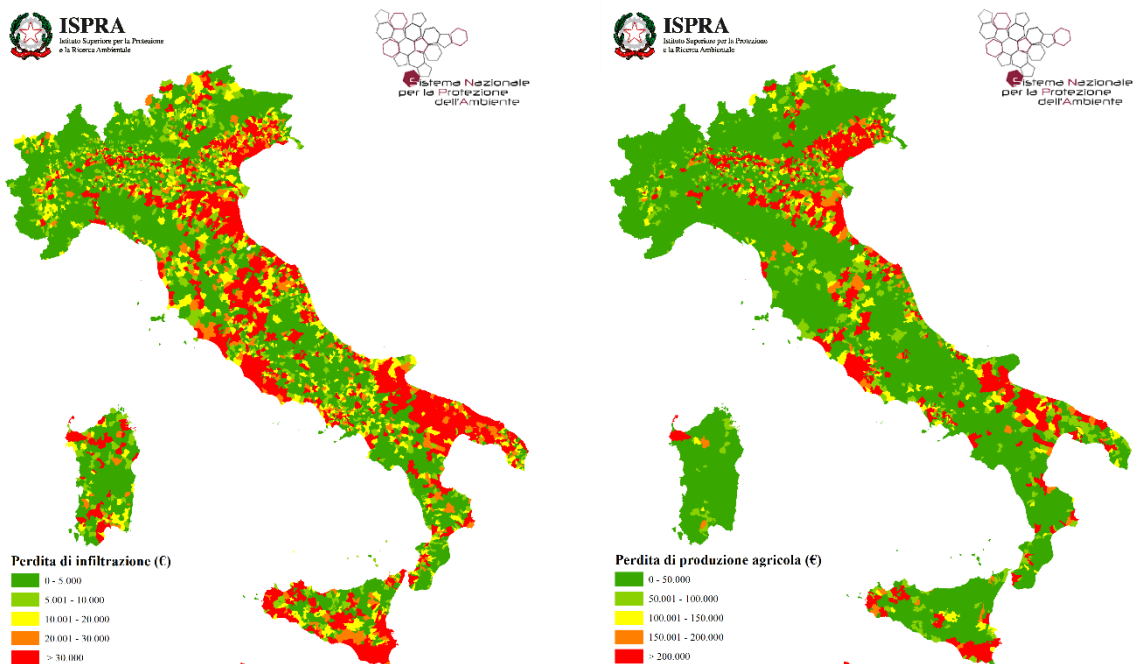 ISPRA
Istituto Superiore per la Protezione
e la Ricerca Ambientale
Sistema Nazionale
per la Protezione
dell'Ambiente
Perdita di infiltrazione (€)
0 - 5.000
5.001 - 10.000
10.001 - 20.000
20.001 - 30.000
> 30.000
ISPRA
Istituto Superiore per la Protezione
e la Ricerca Ambientale
Sistema Nazionale
per la Protezione
dell'Ambiente
Perdita di produzione agricola (€)
0 - 50.000
50.001 - 100.000
100.001 - 150.000
150.001 - 200.000
> 200.000